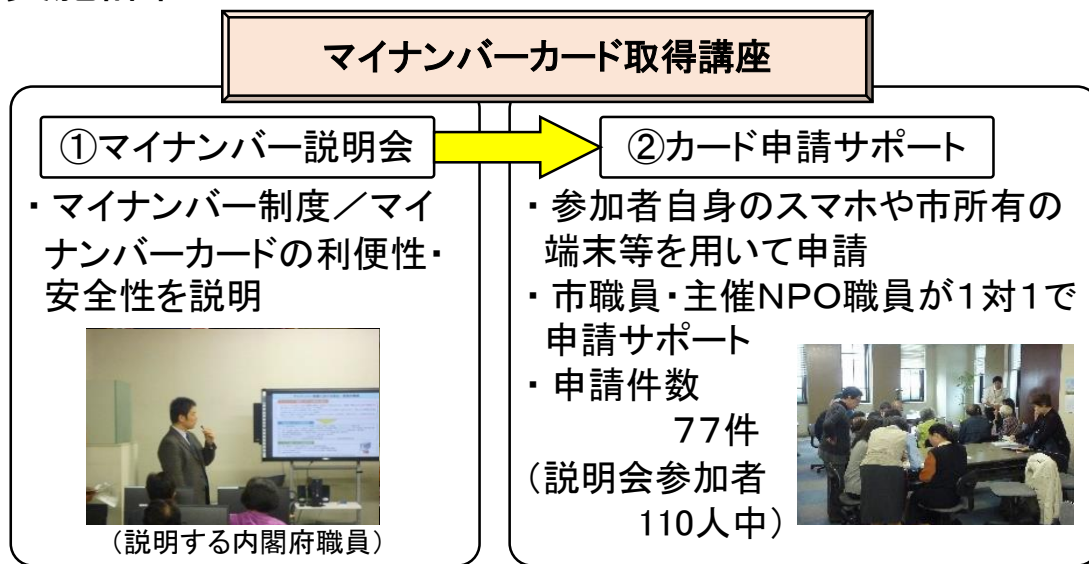 マイナンバーカード取得講座
①マイナンバー説明会
・マイナンバー制度／マイ
ナンバーカードの利便性・
安全性を説明
（説明する内閣府職員）
②カード申請サポート
・参加者自身のスマホや市所有の
端末等を用いて申請
・市職員・主催NPO職員が１対１で
申請サポート
・申請件数
７７件
（説明会参加者
110人中）